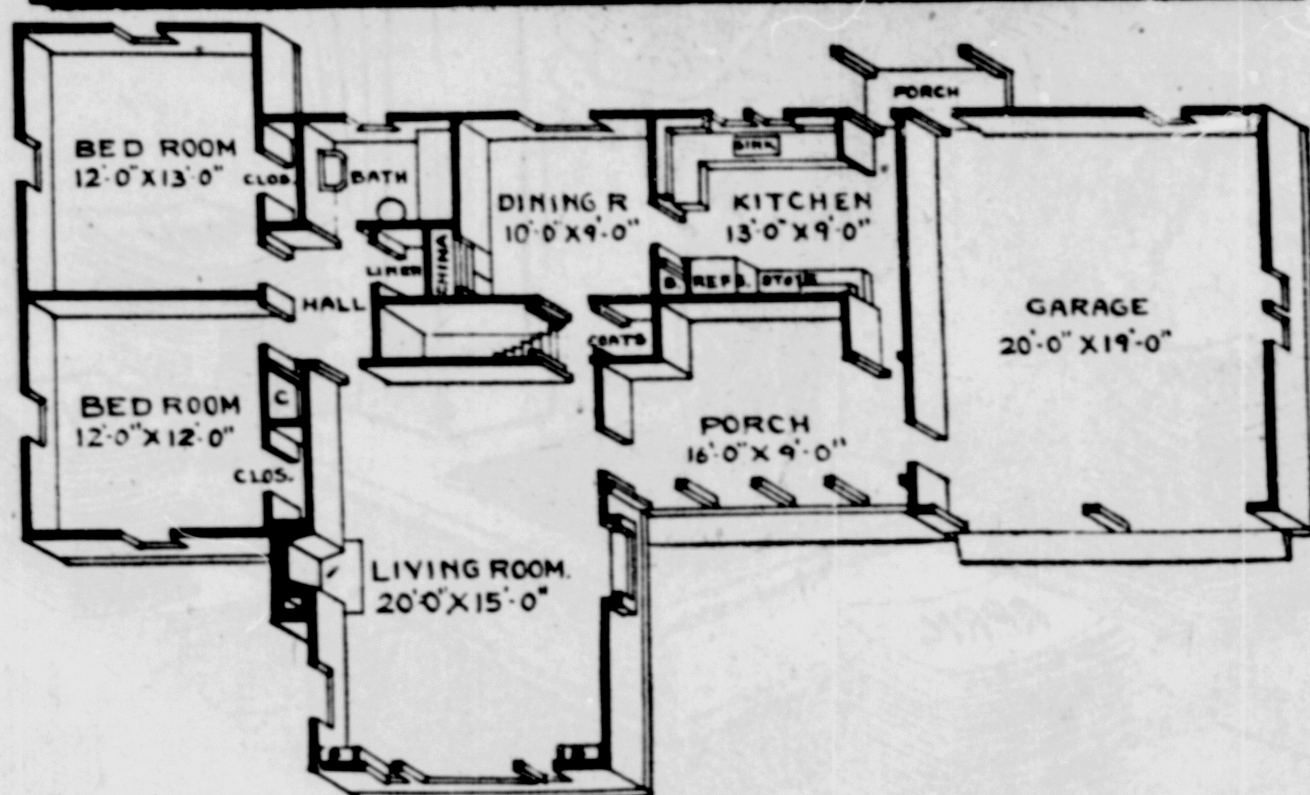 BED ROOM
12'-0" X 13'-0"
CLOS.
BATH
LINEN
CHINA
DINING R
10'-0" X 9'-0"
SINK
KITCHEN
13'-0" X 9'-0"
B.
REFG.
STOVE
PORCH
GARAGE
20'-0" X 19'-0"
HALL
COATS
BED ROOM
12'-0" X 12'-0"
C
CLOS.
PORCH
16'-0" X 9'-0"
LIVING ROOM.
20'-0" X 15'-0"